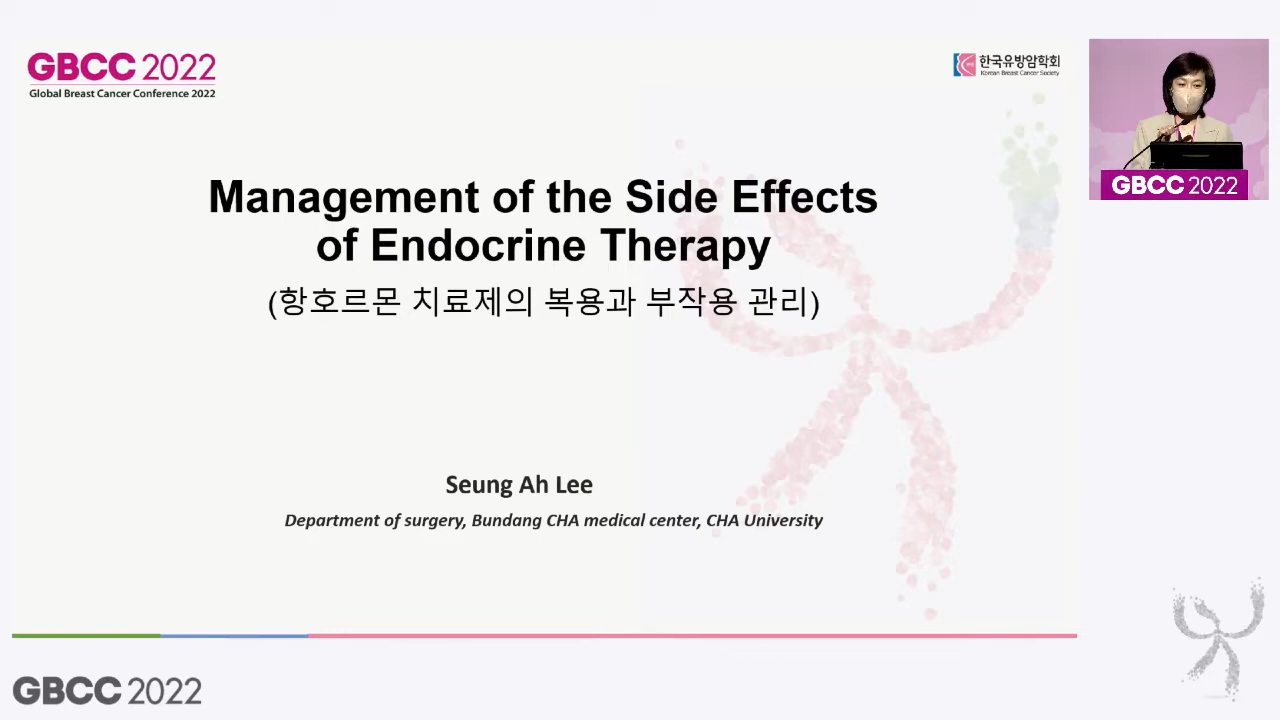 GBCC 2022
Global Breast Cancer Conference 2022
한국유방암학회
Korean Breast Cancer Society
Management of the Side Effects
of Endocrine Therapy
(항호르몬 치료제의 복용과 부작용 관리)
Seung Ah Lee
Department of surgery, Bundang CHA medical center, CHA University
GBCC 2022
GBCC 2022